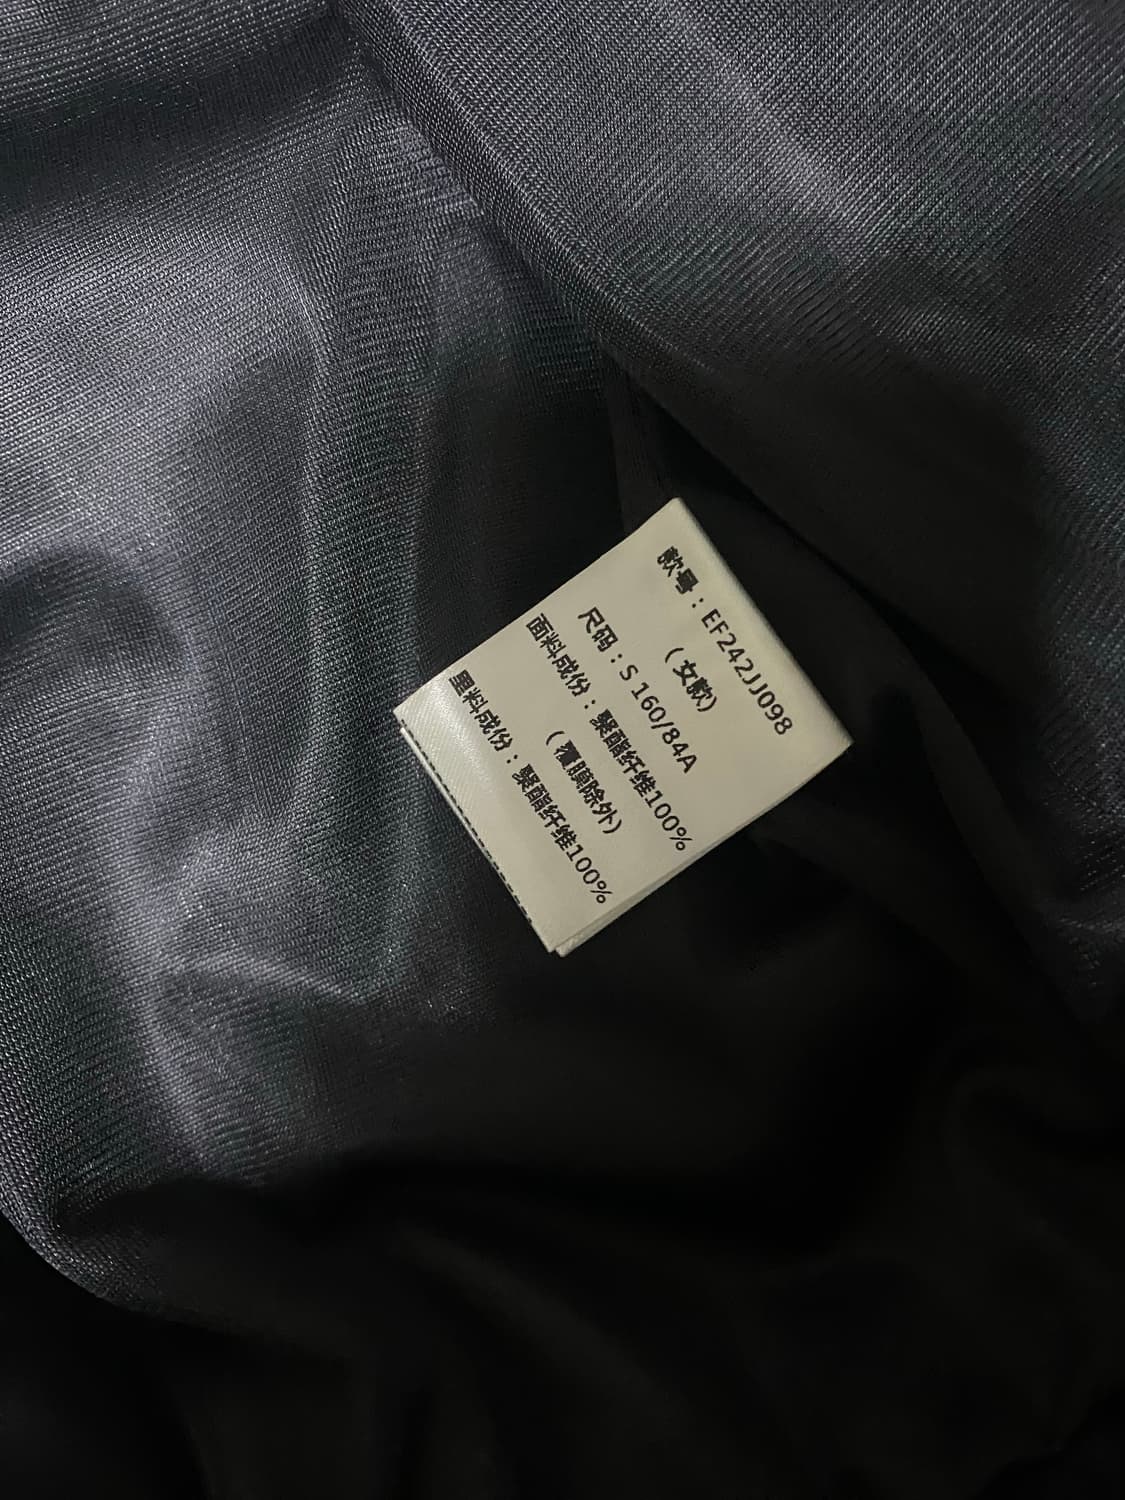 款号：EF242JJ098
（女款）
尺码：S 160/84A
面料成份：聚酯纤维100%
（覆膜除外）
里料成份：聚酯纤维100%